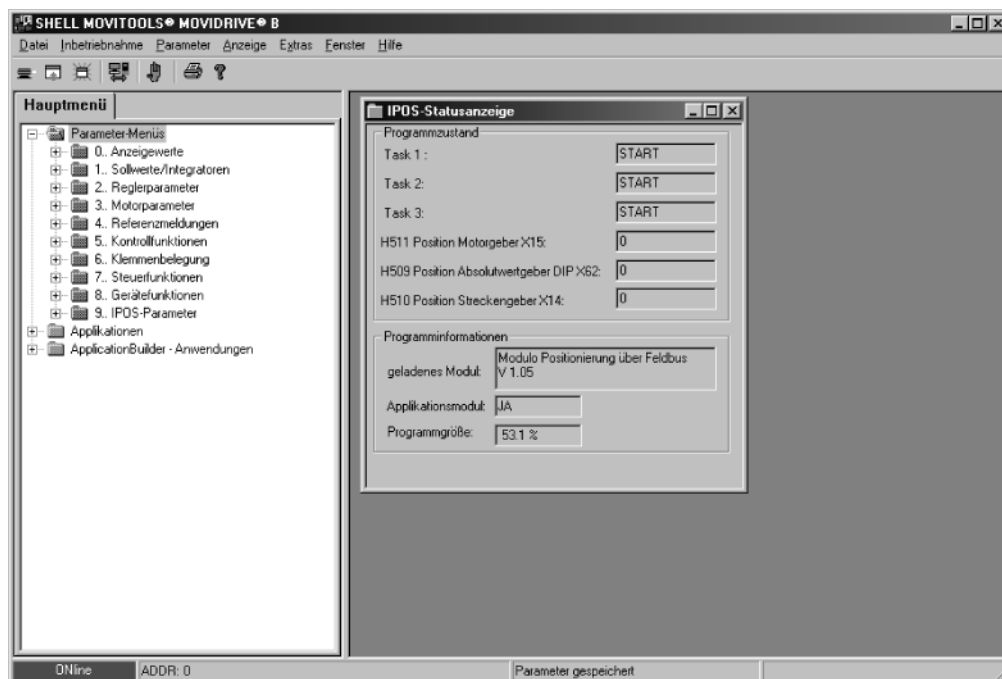 SHELL MOVITOOLS® MOVIDRIVE® B
Datei Inbetriebnahme Parameter Anzeige Extras Fenster Hilfe
Hauptmenü
Parameter-Menüs
0.. Anzeigewerte
1.. Sollwerte/Integratoren
2.. Reglerparameter
3.. Motorparameter
4.. Referenzmeldungen
5.. Kontrollfunktionen
6.. Klemmenbelegung
7.. Steuerfunktionen
8.. Gerätefunktionen
9.. IPOS-Parameter
Applikationen
ApplicationBuilder - Anwendungen
IPOS-Statusanzeige
Programmzustand
Task 1 : START
Task 2: START
Task 3: START
H511 Position Motorgeber X15: 0
H509 Position Absolutwertgeber DIP X62: 0
H510 Position Streckengeber X14: 0
Programminformationen
geladenes Modul: Modulo Positionierung über Feldbus
V 1.05
Applikationsmodul: JA
Programmgröße: 53.1 %
ONline ADDR: 0 Parameter gespeichert